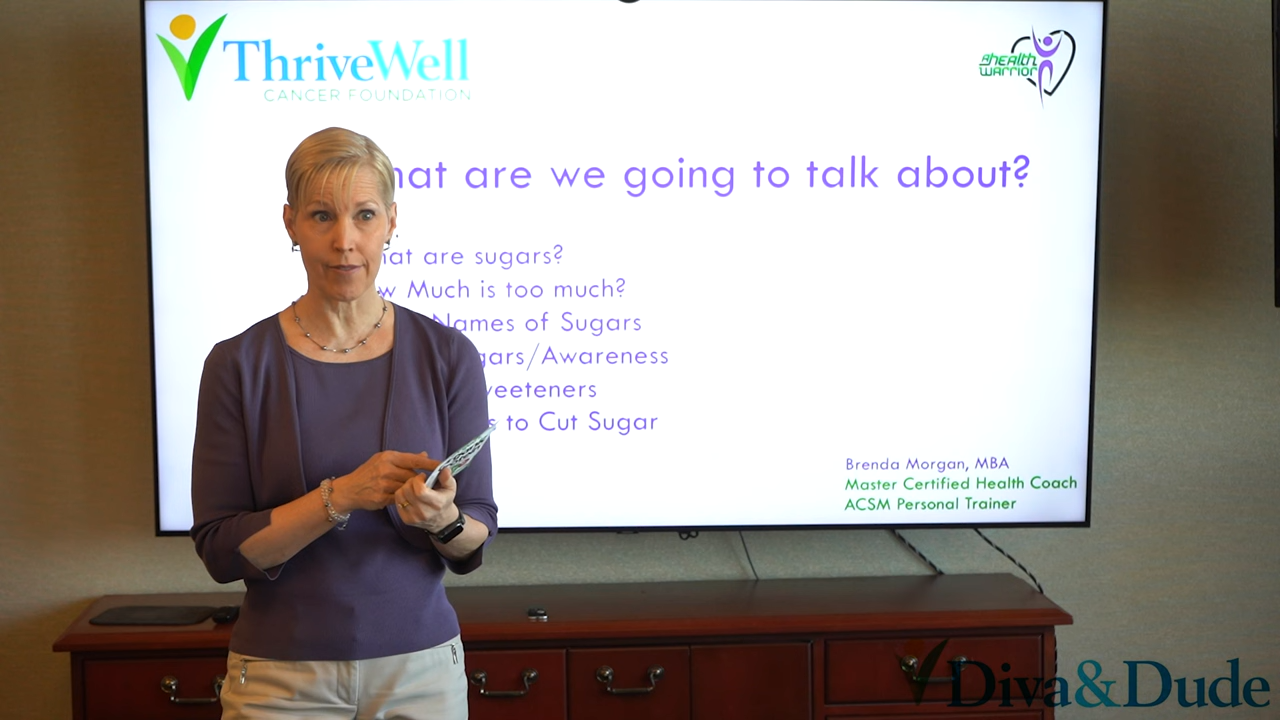 ThriveWell
CANCER FOUNDATION
A HEALTH
WARRIOR
hat are we going to talk about?
hat are sugars?
w Much is too much?
Names of Sugars
gars/Awareness
weeteners
s to Cut Sugar
Brenda Morgan, MBA
Master Certified Health Coach
ACSM Personal Trainer
Diva&Dude